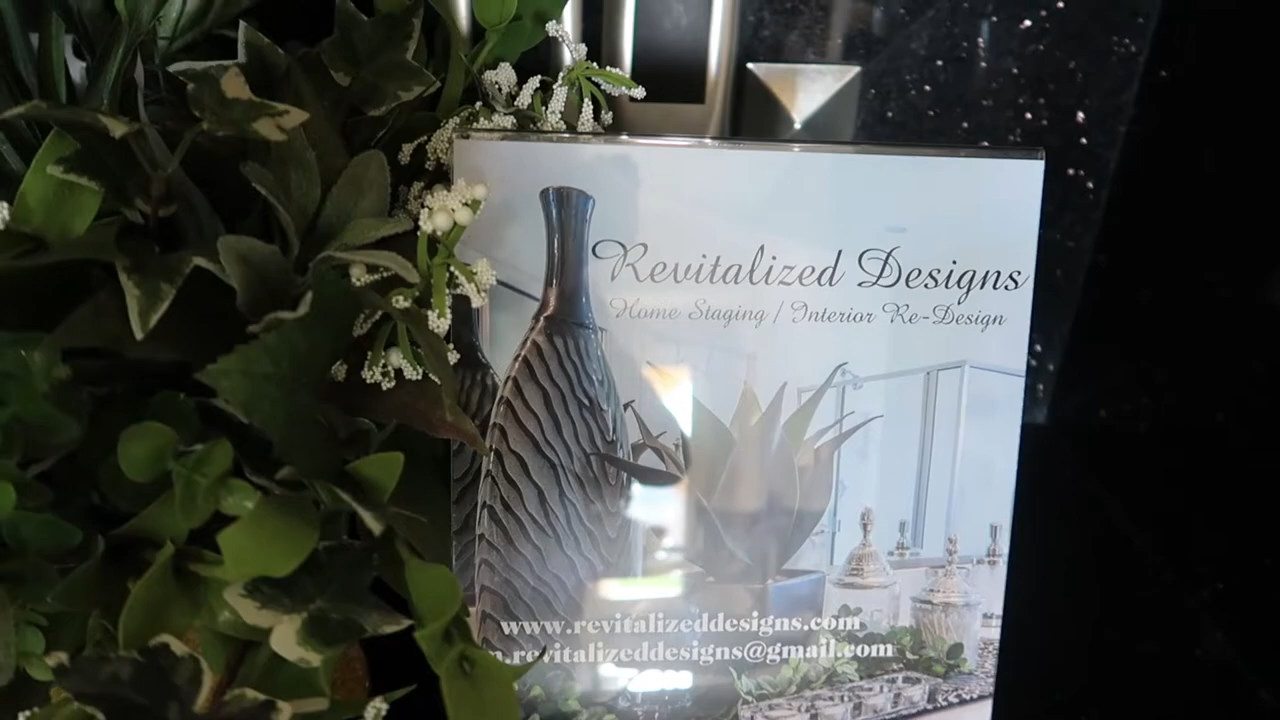 Revitalized Designs
Home Staging / Interior Re-Design
www.revitalizeddesigns.com
.revitalizeddesigns@gmail.com